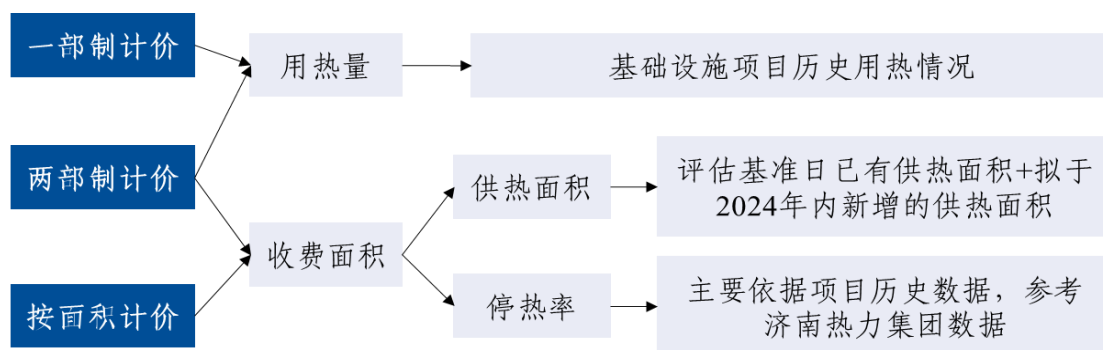 一部制计价
用热量
基础设施项目历史用热情况
两部制计价
供热面积
评估基准日已有供热面积+拟于
2024年内新增的供热面积
收费面积
按面积计价
停热率
主要依据项目历史数据，参考
济南热力集团数据